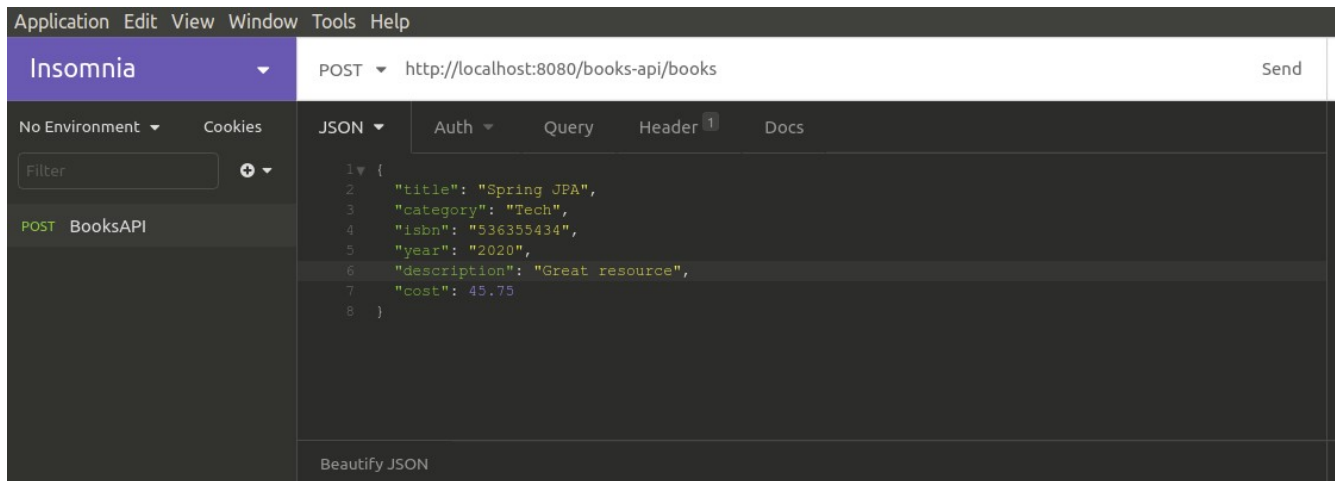 Application Edit View Window Tools Help
Insomnia
POST http://localhost:8080/books-api/books Send
No Environment Cookies
JSON Auth Query Header 1 Docs
Filter
POST BooksAPI
1 {
2 "title": "Spring JPA",
3 "category": "Tech",
4 "isbn": "536355434",
5 "year": "2020",
6 "description": "Great resource",
7 "cost": 45.75
8 }
Beautify JSON